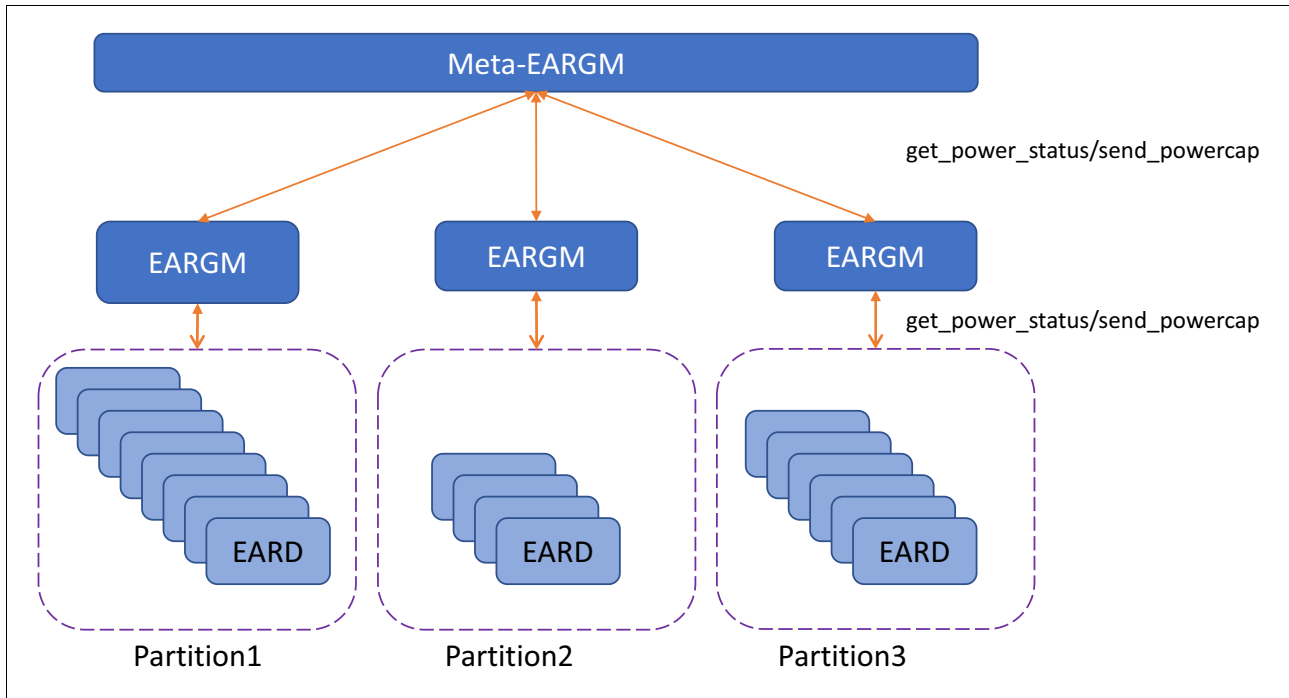 Meta-EARGM
get_power_status/send_powercap
EARGM
EARGM
EARGM
get_power_status/send_powercap
EARD
EARD
EARD
Partition1
Partition2
Partition3